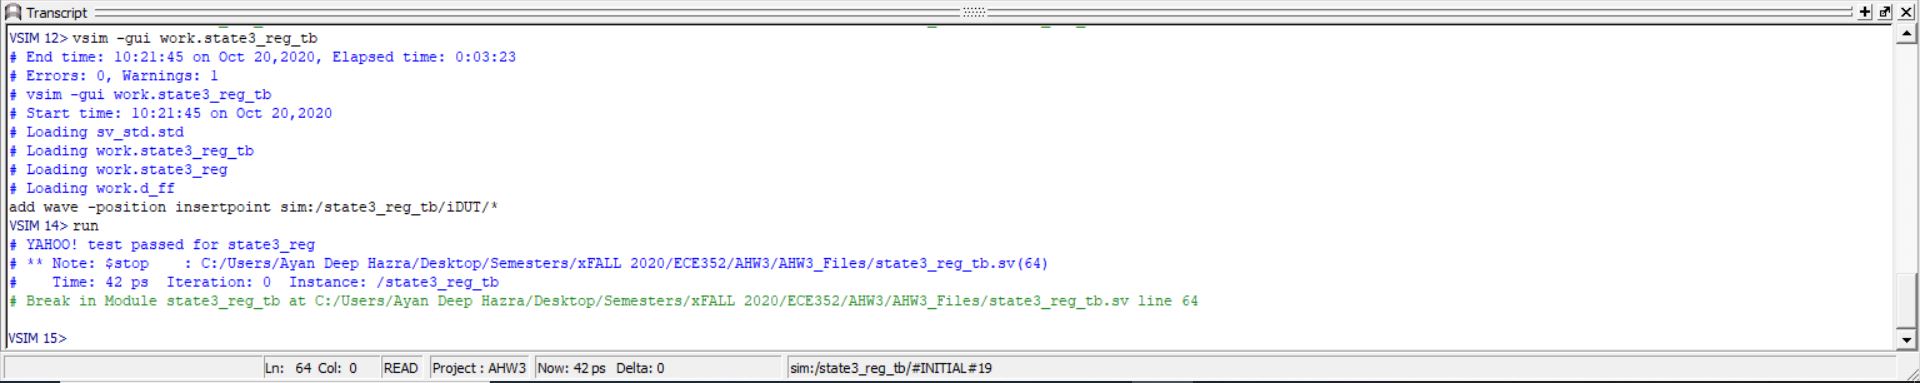 Transcript
VSIM 12> vsim -gui work.state3_reg_tb
# End time: 10:21:45 on Oct 20,2020, Elapsed time: 0:03:23
# Errors: 0, Warnings: 1
# vsim -gui work.state3_reg_tb
# Start time: 10:21:45 on Oct 20,2020
# Loading sv_std.std
# Loading work.state3_reg_tb
# Loading work.state3_reg
# Loading work.d_ff
add wave -position insertpoint sim:/state3_reg_tb/iDUT/*
VSIM 14> run
# YAHOO! test passed for state3_reg
# ** Note: $stop    : C:/Users/Ayan Deep Hazra/Desktop/Semesters/xFALL 2020/ECE352/AHW3/AHW3_Files/state3_reg_tb.sv(64)
#    Time: 42 ps  Iteration: 0  Instance: /state3_reg_tb
# Break in Module state3_reg_tb at C:/Users/Ayan Deep Hazra/Desktop/Semesters/xFALL 2020/ECE352/AHW3/AHW3_Files/state3_reg_tb.sv line 64
VSIM 15>
Ln: 64 Col: 0 READ Project : AHW3 Now: 42 ps Delta: 0 sim:/state3_reg_tb/#INITIAL#19